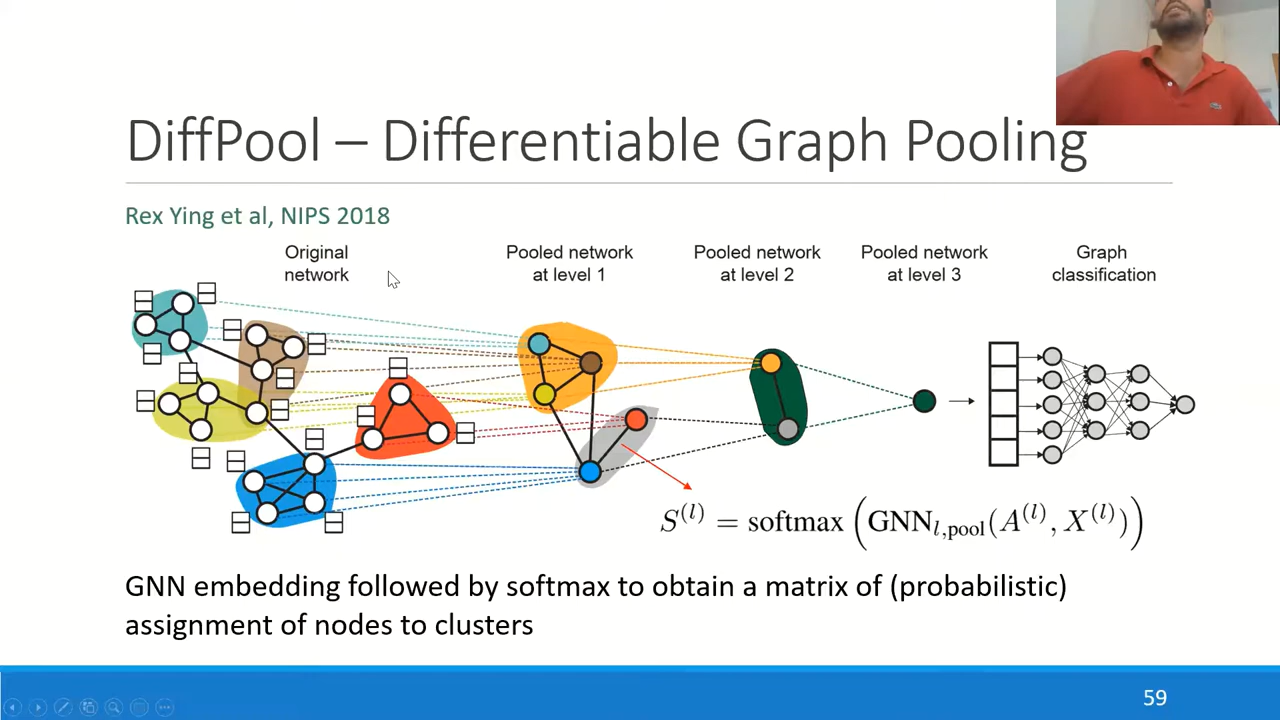 DiffPool – Differentiable Graph Pooling
Rex Ying et al, NIPS 2018
Original
network
Pooled network
at level 1
Pooled network
at level 2
Pooled network
at level 3
Graph
classification
S^{(l)} = softmax (GNN_{l,pool}(A^{(l)}, X^{(l)}))
GNN embedding followed by softmax to obtain a matrix of (probabilistic)
assignment of nodes to clusters
59